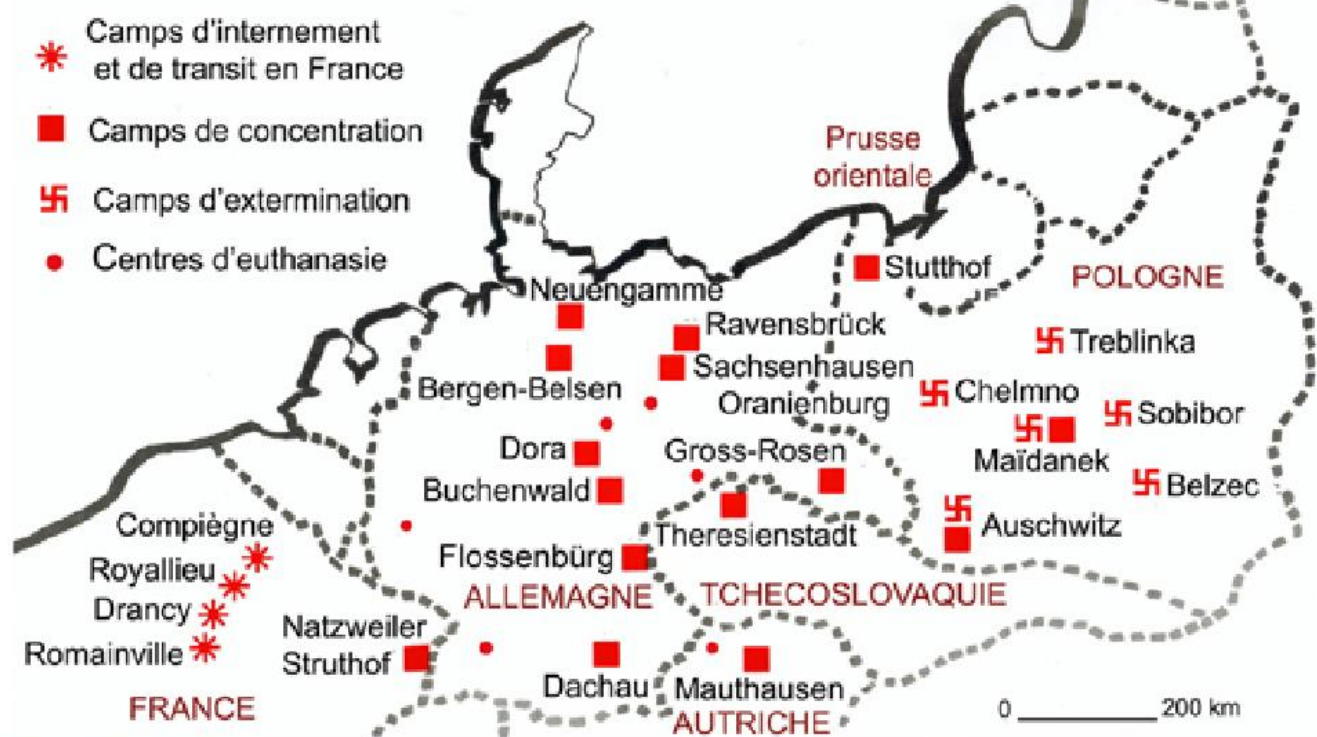 Camps d'internement
et de transit en France
Camps de concentration
Camps d'extermination
Centres d'euthanasie
Prusse
orientale
Stutthof
POLOGNE
Neuengamme
Ravensbrück
Treblinka
Sachsenhausen
Bergen-Belsen
Oranienburg
Chelmno
Sobibor
Dora
Gross-Rosen
Maïdanek
Buchenwald
Belzec
Compiègne
Theresienstadt
Auschwitz
Royallieu
Flossenbürg
Drancy
ALLEMAGNE
TCHECOSLOVAQUIE
Romainville
Natzweiler
Struthof
Dachau
Mauthausen
FRANCE
AUTRICHE
0
200 km